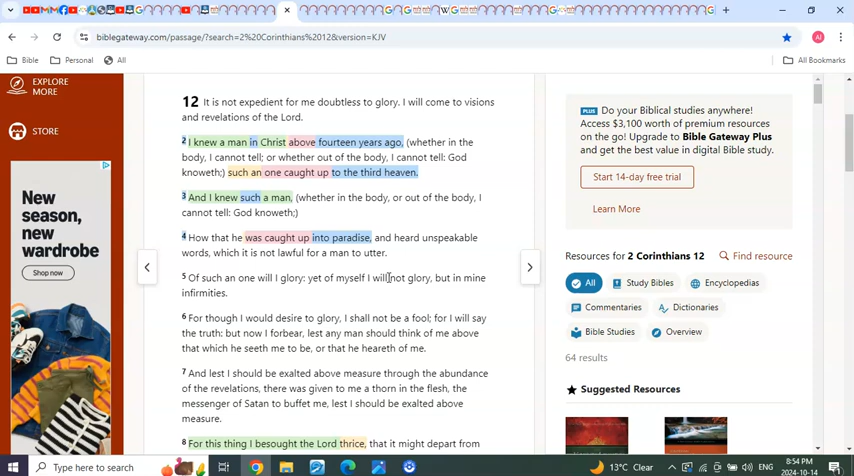 biblegateway.com/passage/?search=2%20Corinthians%2012&version=KJV
AI
Bible
Personal
All
All Bookmarks
EXPLORE
MORE
STORE
New
season,
new
wardrobe
Shop now
12 It is not expedient for me doubtless to glory. I will come to visions
and revelations of the Lord.
2 I knew a man in Christ above fourteen years ago, (whether in the
body, I cannot tell; or whether out of the body, I cannot tell: God
knoweth;) such an one caught up to the third heaven.
3 And I knew such a man, (whether in the body, or out of the body, I
cannot tell: God knoweth;)
4 How that he was caught up into paradise, and heard unspeakable
words, which it is not lawful for a man to utter.
5 Of such an one will I glory: yet of myself I will not glory, but in mine
infirmities.
6 For though I would desire to glory, I shall not be a fool; for I will say
the truth: but now I forbear, lest any man should think of me above
that which he seeth me to be, or that he heareth of me.
7 And lest I should be exalted above measure through the abundance
of the revelations, there was given to me a thorn in the flesh, the
messenger of Satan to buffet me, lest I should be exalted above
measure.
8 For this thing I besought the Lord thrice, that it might depart from
PLUS Do your Biblical studies anywhere!
Access $3,100 worth of premium resources
on the go! Upgrade to Bible Gateway Plus
and get the best value in digital Bible study.
Start 14-day free trial
Learn More
Resources for 2 Corinthians 12
Find resource
All
Study Bibles
Encyclopedias
Commentaries
Dictionaries
Bible Studies
Overview
64 results
Suggested Resources
Type here to search
13°C Clear
ENG
8:54 PM
2024-10-14